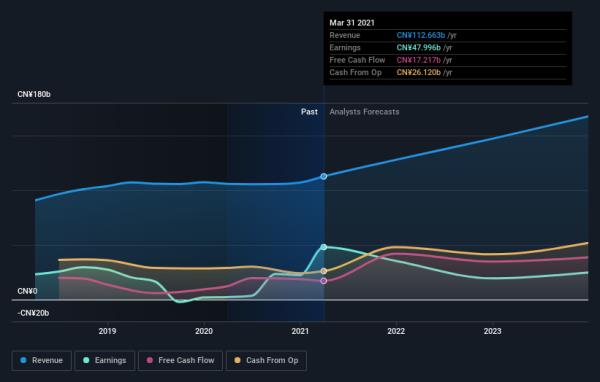 Mar 31 2021
Revenue CN¥112.663b /yr
Earnings CN¥47.996b /yr
Free Cash Flow CN¥17.217b /yr
Cash From Op CN¥26.120b /yr
CN¥180b
Past Analysts Forecasts
CN¥0
-CN¥20b
2019 2020 2021 2022 2023
Revenue Earnings Free Cash Flow Cash From Op